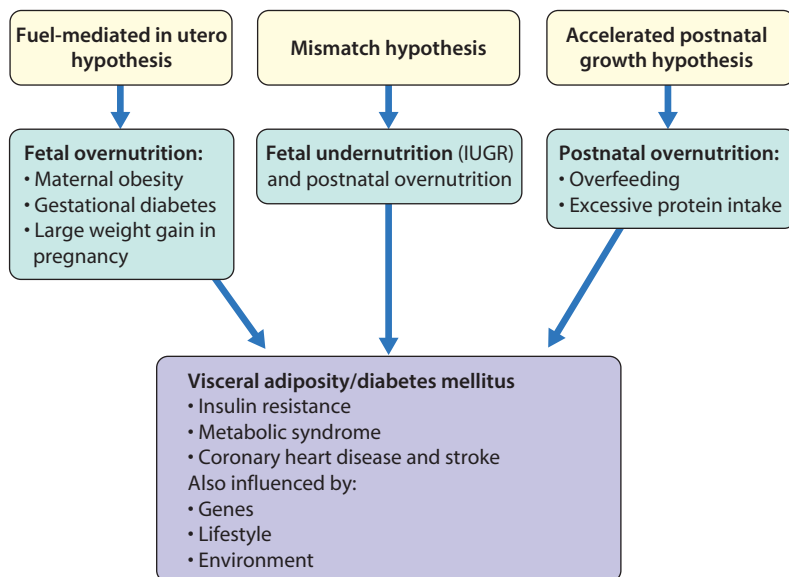 Fuel-mediated in utero
hypothesis
Mismatch hypothesis
Accelerated postnatal
growth hypothesis
Fetal overnutrition:
• Maternal obesity
• Gestational diabetes
• Large weight gain in
pregnancy
Fetal undernutrition (IUGR)
and postnatal overnutrition
Postnatal overnutrition:
• Overfeeding
• Excessive protein intake
Visceral adiposity/diabetes mellitus
• Insulin resistance
• Metabolic syndrome
• Coronary heart disease and stroke
Also influenced by:
• Genes
• Lifestyle
• Environment